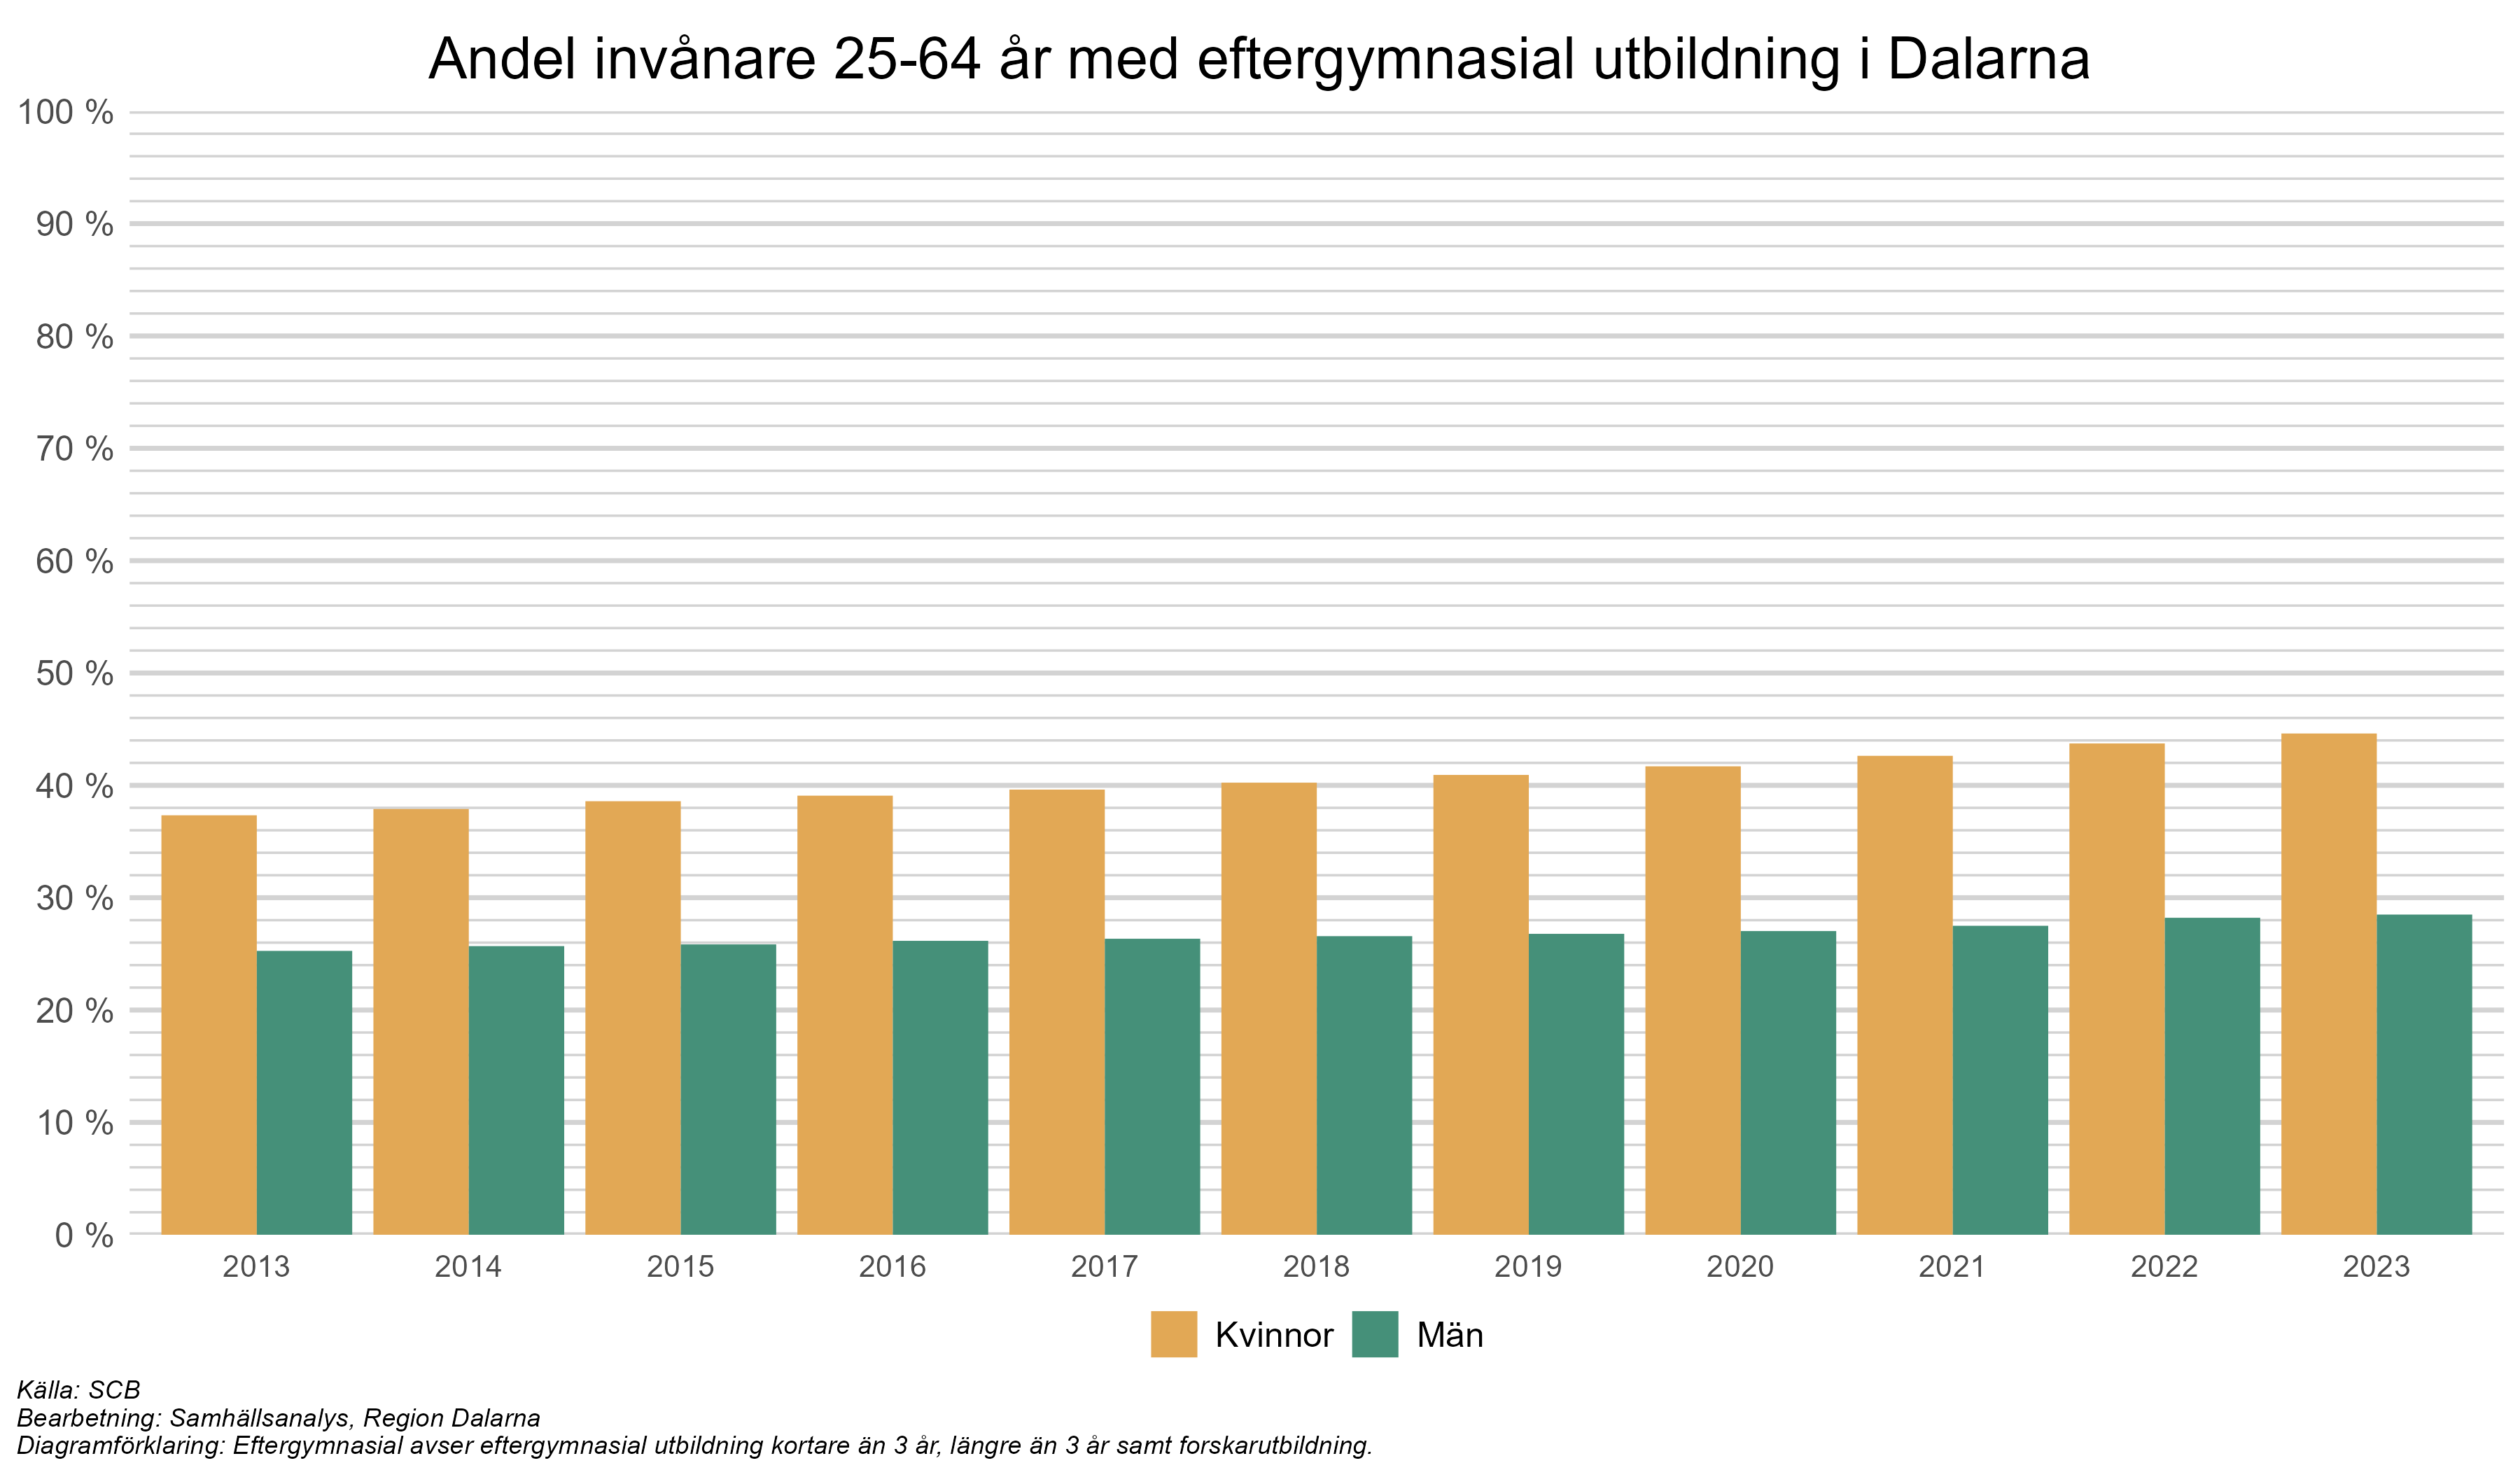 Andel invånare 25-64 år med eftergymnasial utbildning i Dalarna
100 %
90 %
80 %
70 %
60 %
50 %
40 %
30 %
20 %
10 %
0 %
2013 2014 2015 2016 2017 2018 2019 2020 2021 2022 2023
Kvinnor Män
Källa: SCB
Bearbetning: Samhällsanalys, Region Dalarna
Diagramförklaring: Eftergymnasial avser eftergymnasial utbildning kortare än 3 år, längre än 3 år samt forskarutbildning.